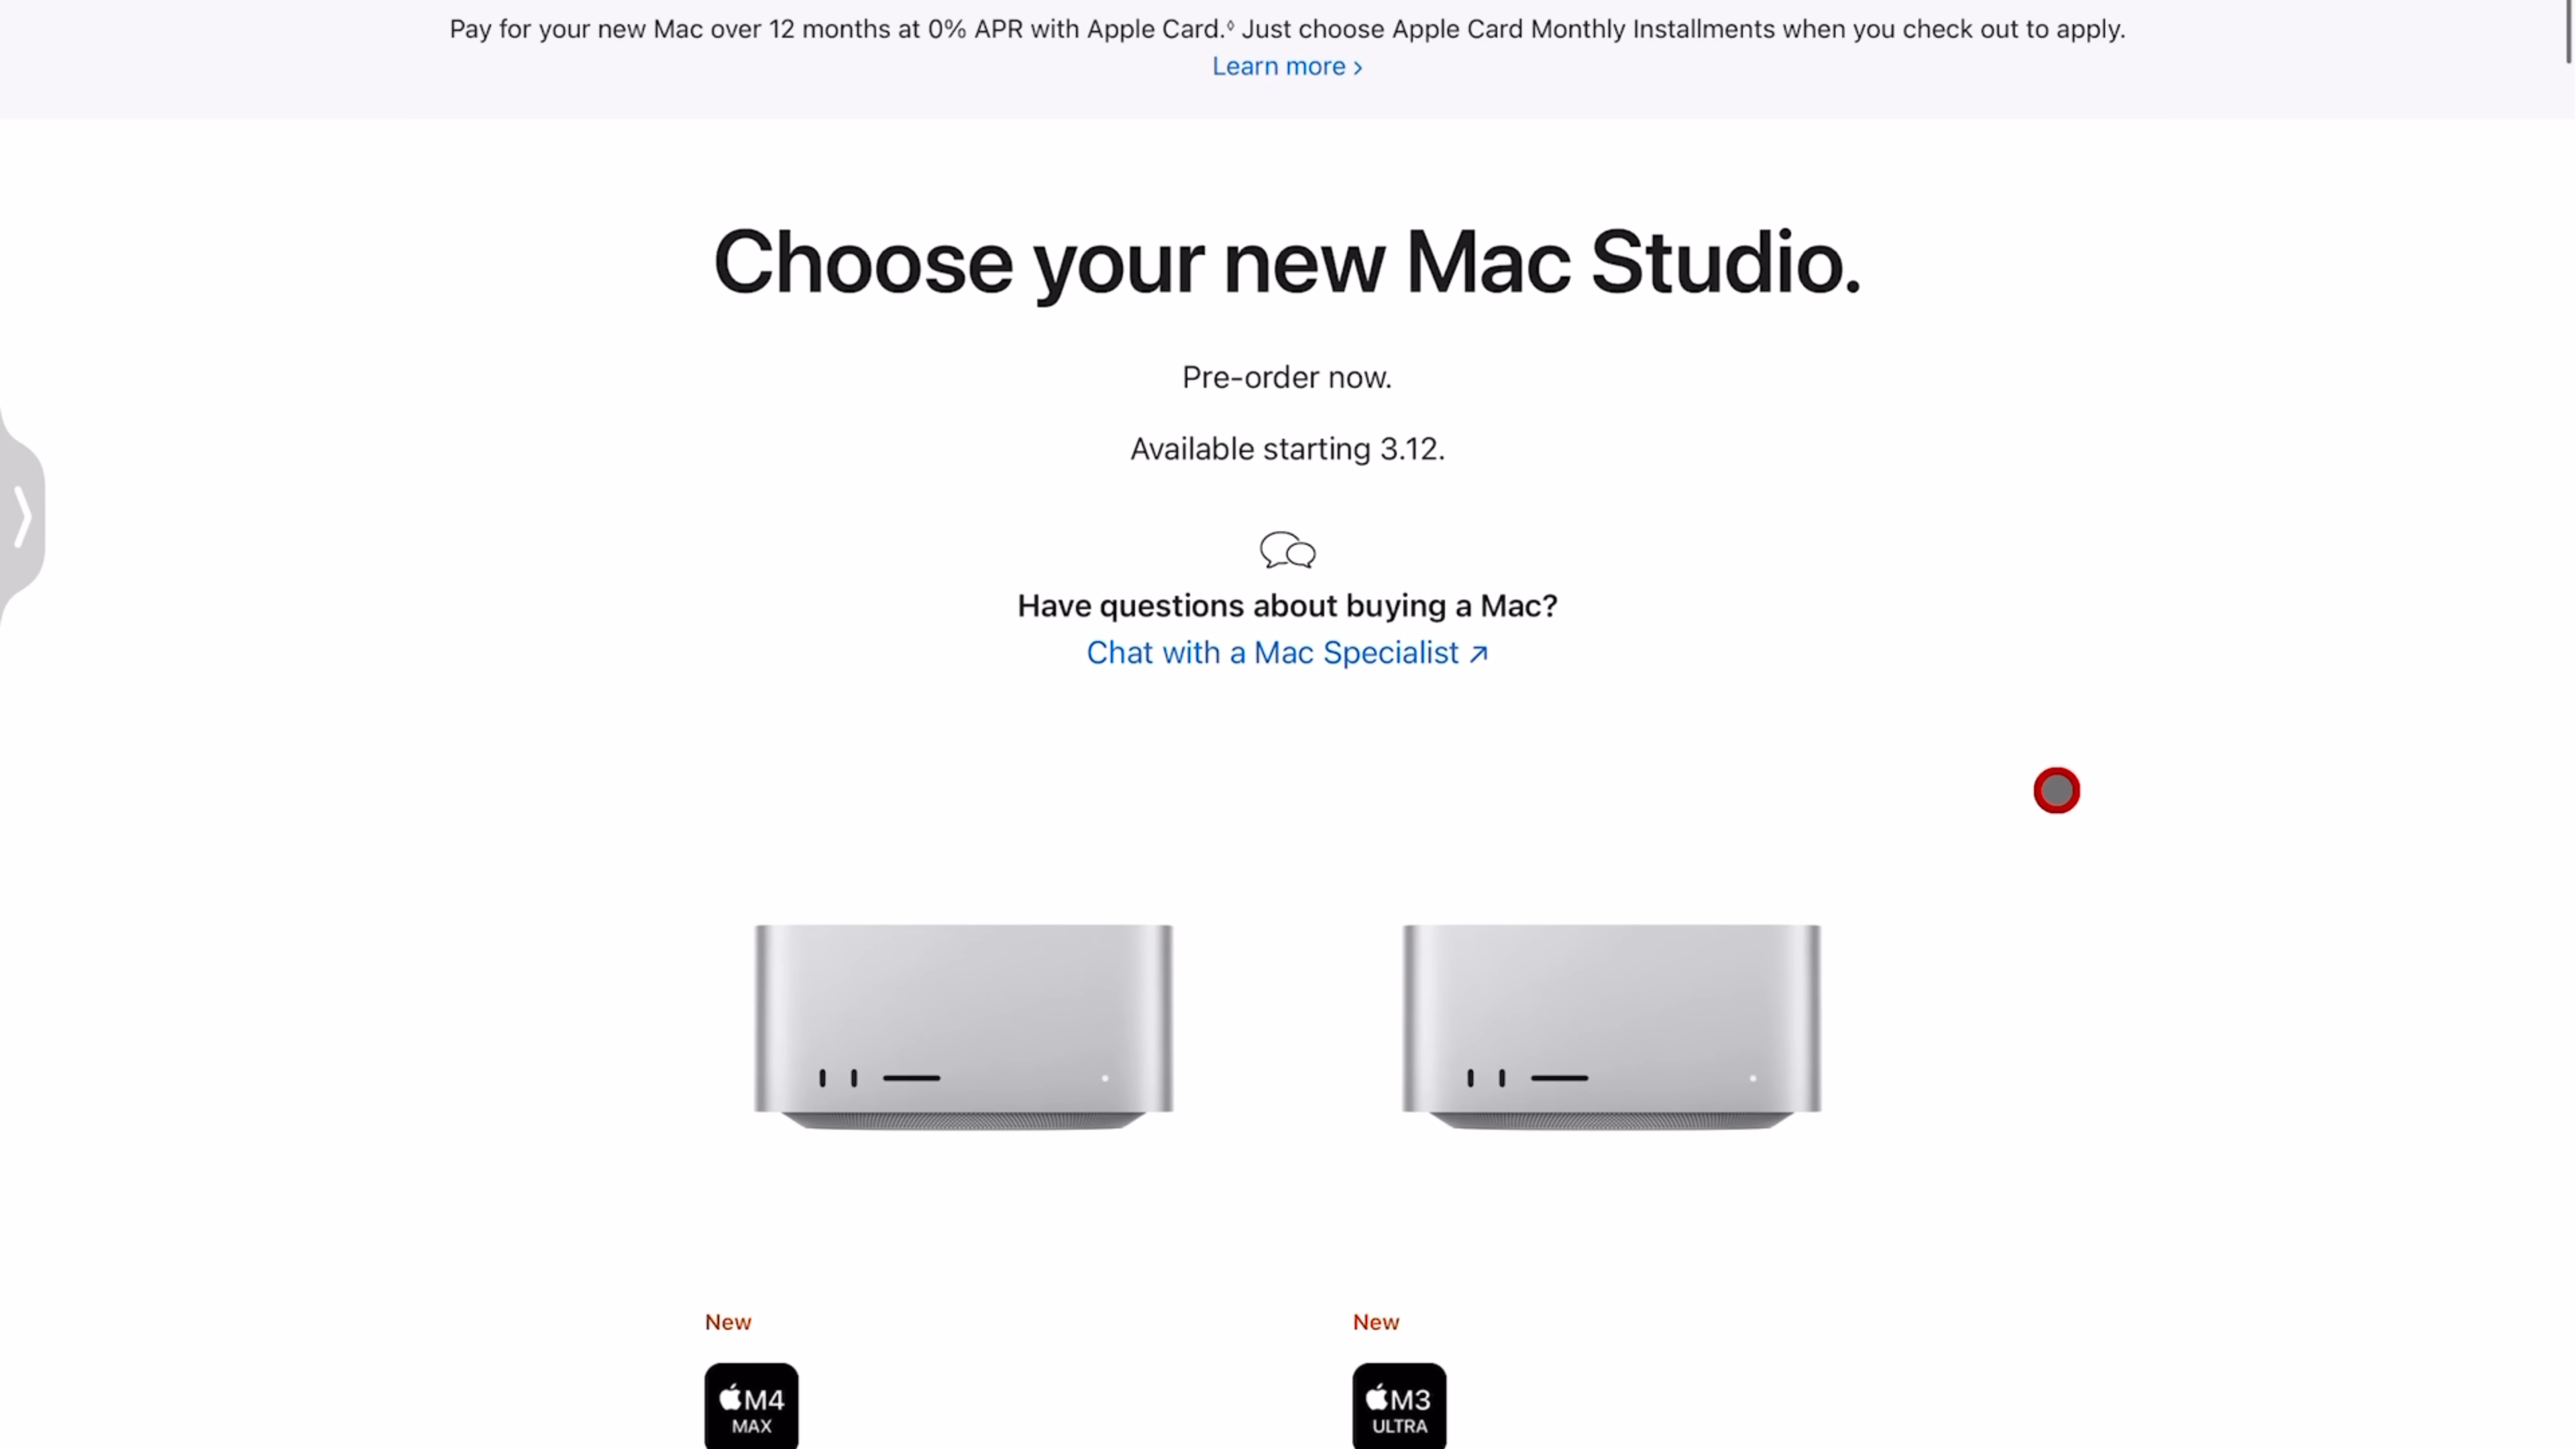 Pay for your new Mac over 12 months at 0% APR with Apple Card.◊ Just choose Apple Card Monthly Installments when you check out to apply.
Learn more ›
Choose your new Mac Studio.
Pre-order now.
Available starting 3.12.
Have questions about buying a Mac?
Chat with a Mac Specialist ↗
New
New
M4
MAX
M3
ULTRA